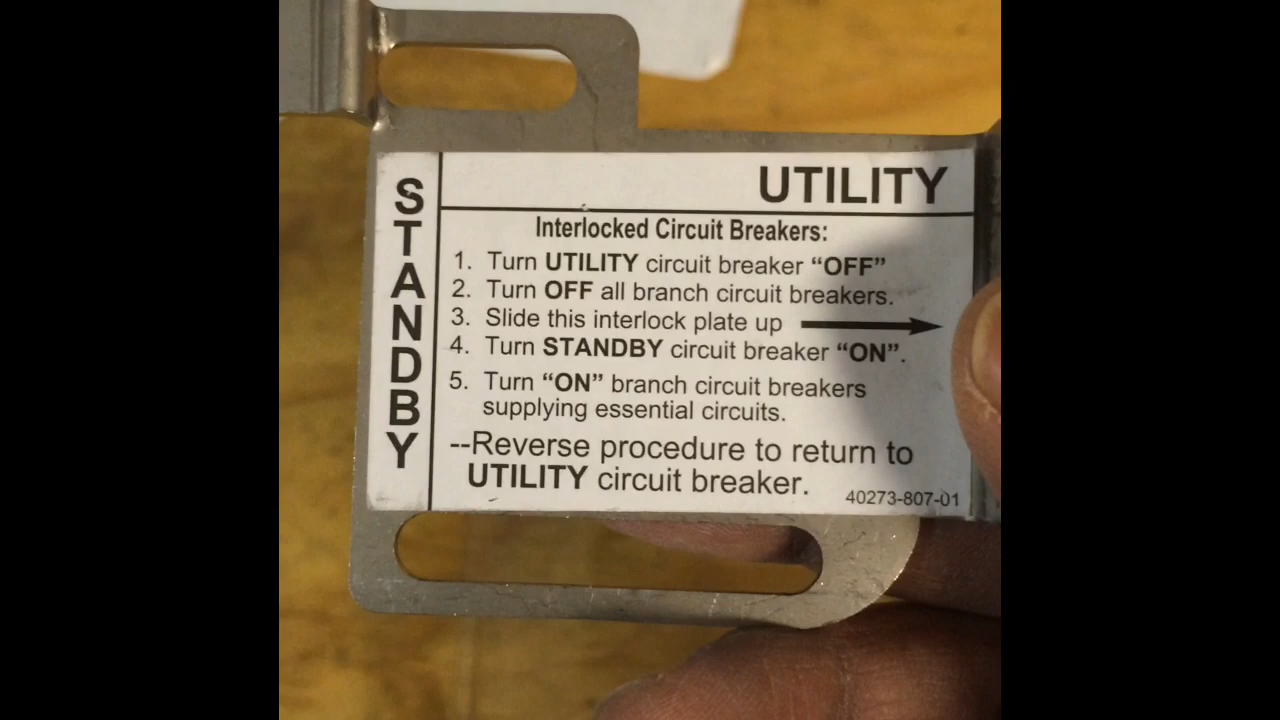 STANDBY
UTILITY
Interlocked Circuit Breakers:
1. Turn UTILITY circuit breaker “OFF”
2. Turn OFF all branch circuit breakers.
3. Slide this interlock plate up
4. Turn STANDBY circuit breaker “ON”.
5. Turn “ON” branch circuit breakers
supplying essential circuits.
--Reverse procedure to return to
UTILITY circuit breaker.
40273-807-01